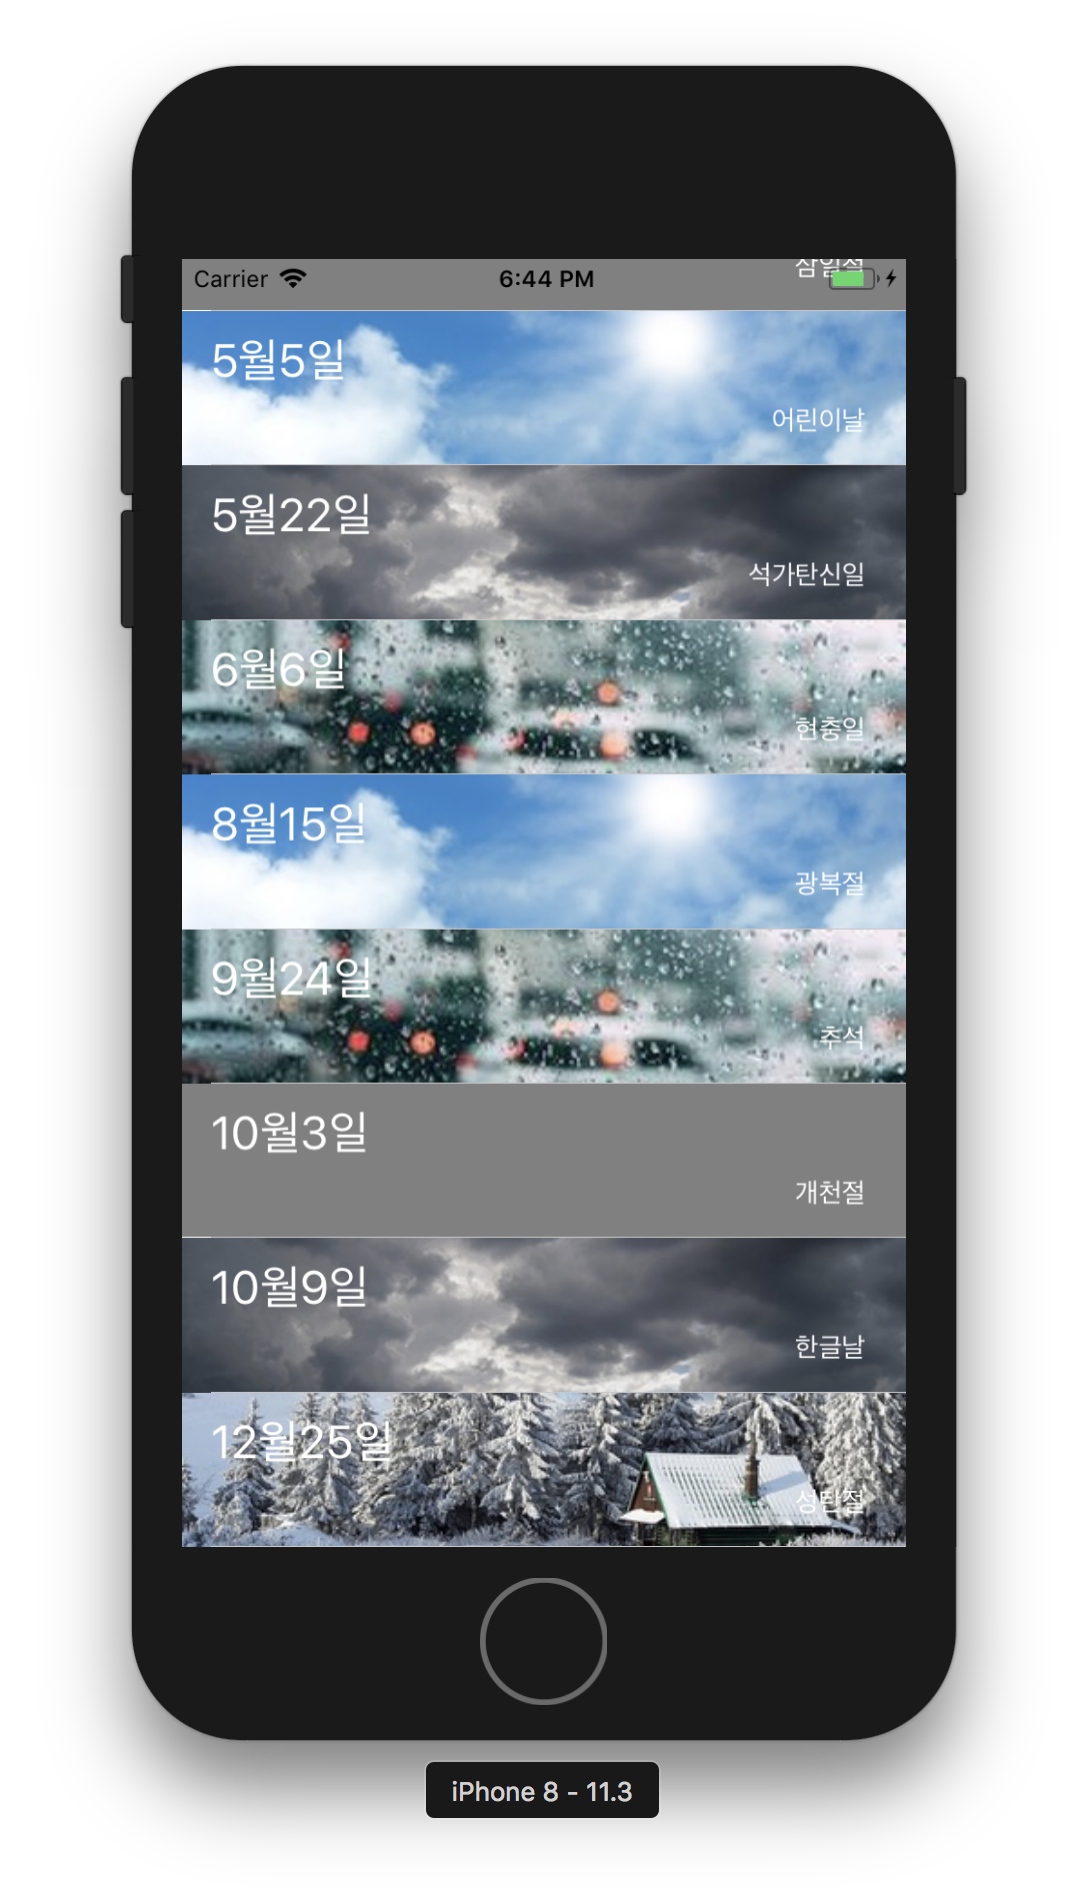 삼일절
Carrier 6:44 PM
5월5일
어린이날
5월22일
석가탄신일
6월6일
현충일
8월15일
광복절
9월24일
추석
10월3일
개천절
10월9일
한글날
12월25일
성탄절
iPhone 8 - 11.3